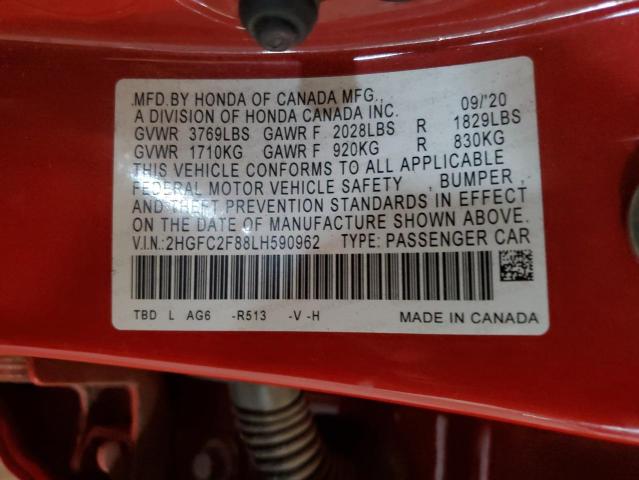 MFD.BY HONDA OF CANADA MFG., 09/'20
A DIVISION OF HONDA CANADA INC.
GVWR 3769LBS GAWR F 2028LBS R 1829LBS
GVWR 1710KG GAWR F 920KG R 830KG
THIS VEHICLE CONFORMS TO ALL APPLICABLE
FEDERAL MOTOR VEHICLE SAFETY , BUMPER ,
AND THEFT PREVENTION STANDARDS IN EFFECT
ON THE DATE OF MANUFACTURE SHOWN ABOVE.
V.I.N.:2HGFC2F88LH590962 TYPE: PASSENGER CAR
TBD L AG6 -R513 -V -H MADE IN CANADA